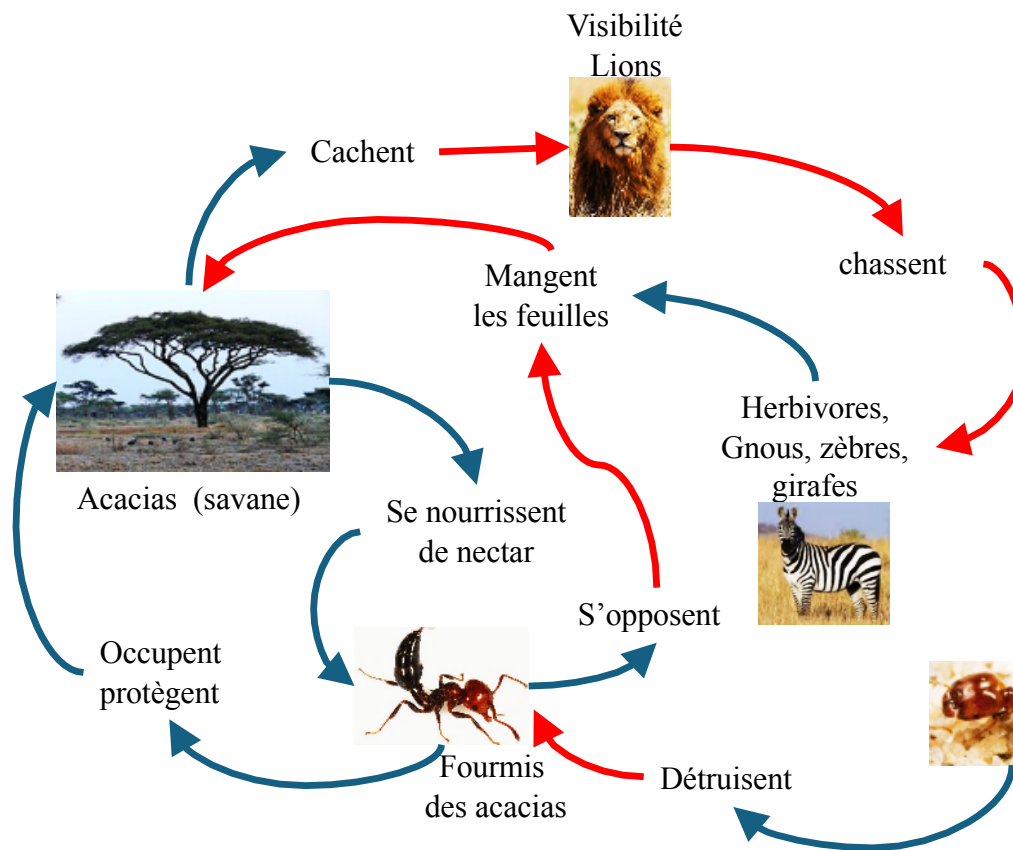 Visibilité
Lions
Cachent
chassent
Mangent
les feuilles
Herbivores,
Gnous, zèbres,
girafes
Acacias (savane)
Se nourrissent
de nectar
S’opposent
Occupent
protègent
Fourmis
des acacias
Détruisent